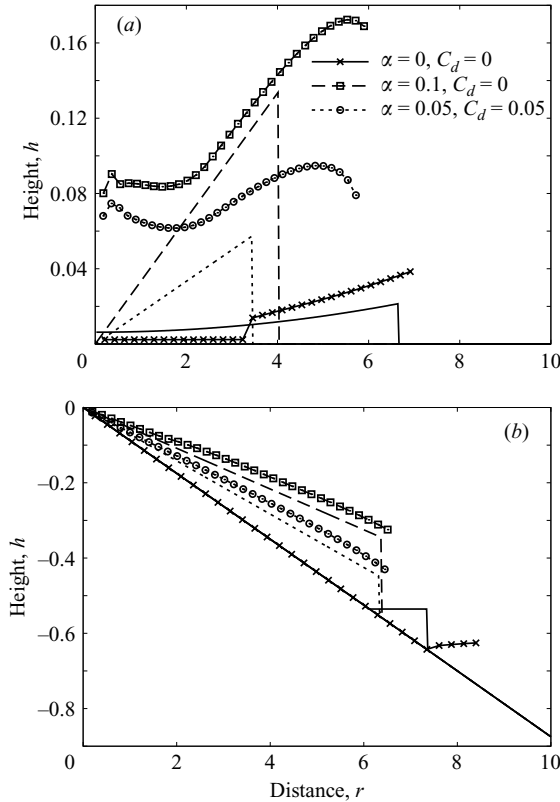 (a)
0.16
0.12
0.08
0.04
Height, h
α = 0, C_d = 0
α = 0.1, C_d = 0
α = 0.05, C_d = 0.05
0 2 4 6 8 10
(b)
0
−0.2
−0.4
−0.6
−0.8
Height, h
0 2 4 6 8 10
Distance, r